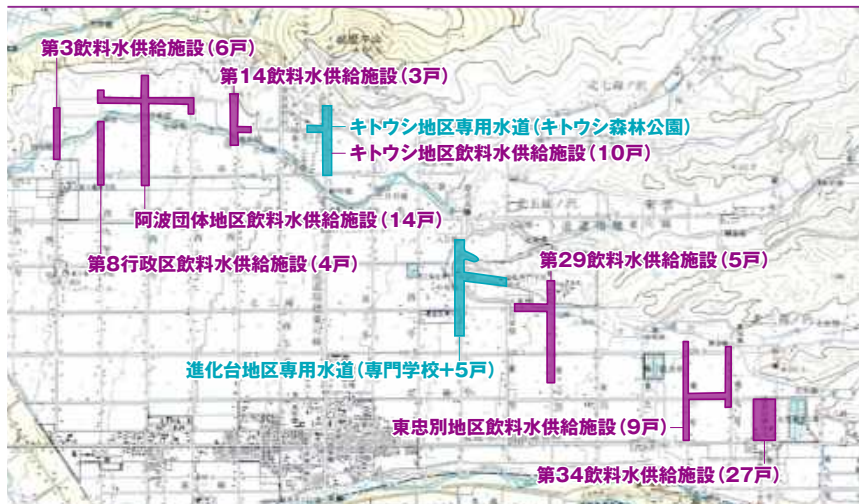 第3飲料水供給施設(6戸)
第14飲料水供給施設(3戸)
キトウシ地区専用水道(キトウシ森林公園)
キトウシ地区飲料水供給施設(10戸)
阿波団体地区飲料水供給施設(14戸)
第8行政区飲料水供給施設(4戸)
第29飲料水供給施設(5戸)
進化台地区専用水道(専門学校+5戸)
東忠別地区飲料水供給施設(9戸)
第34飲料水供給施設(27戸)